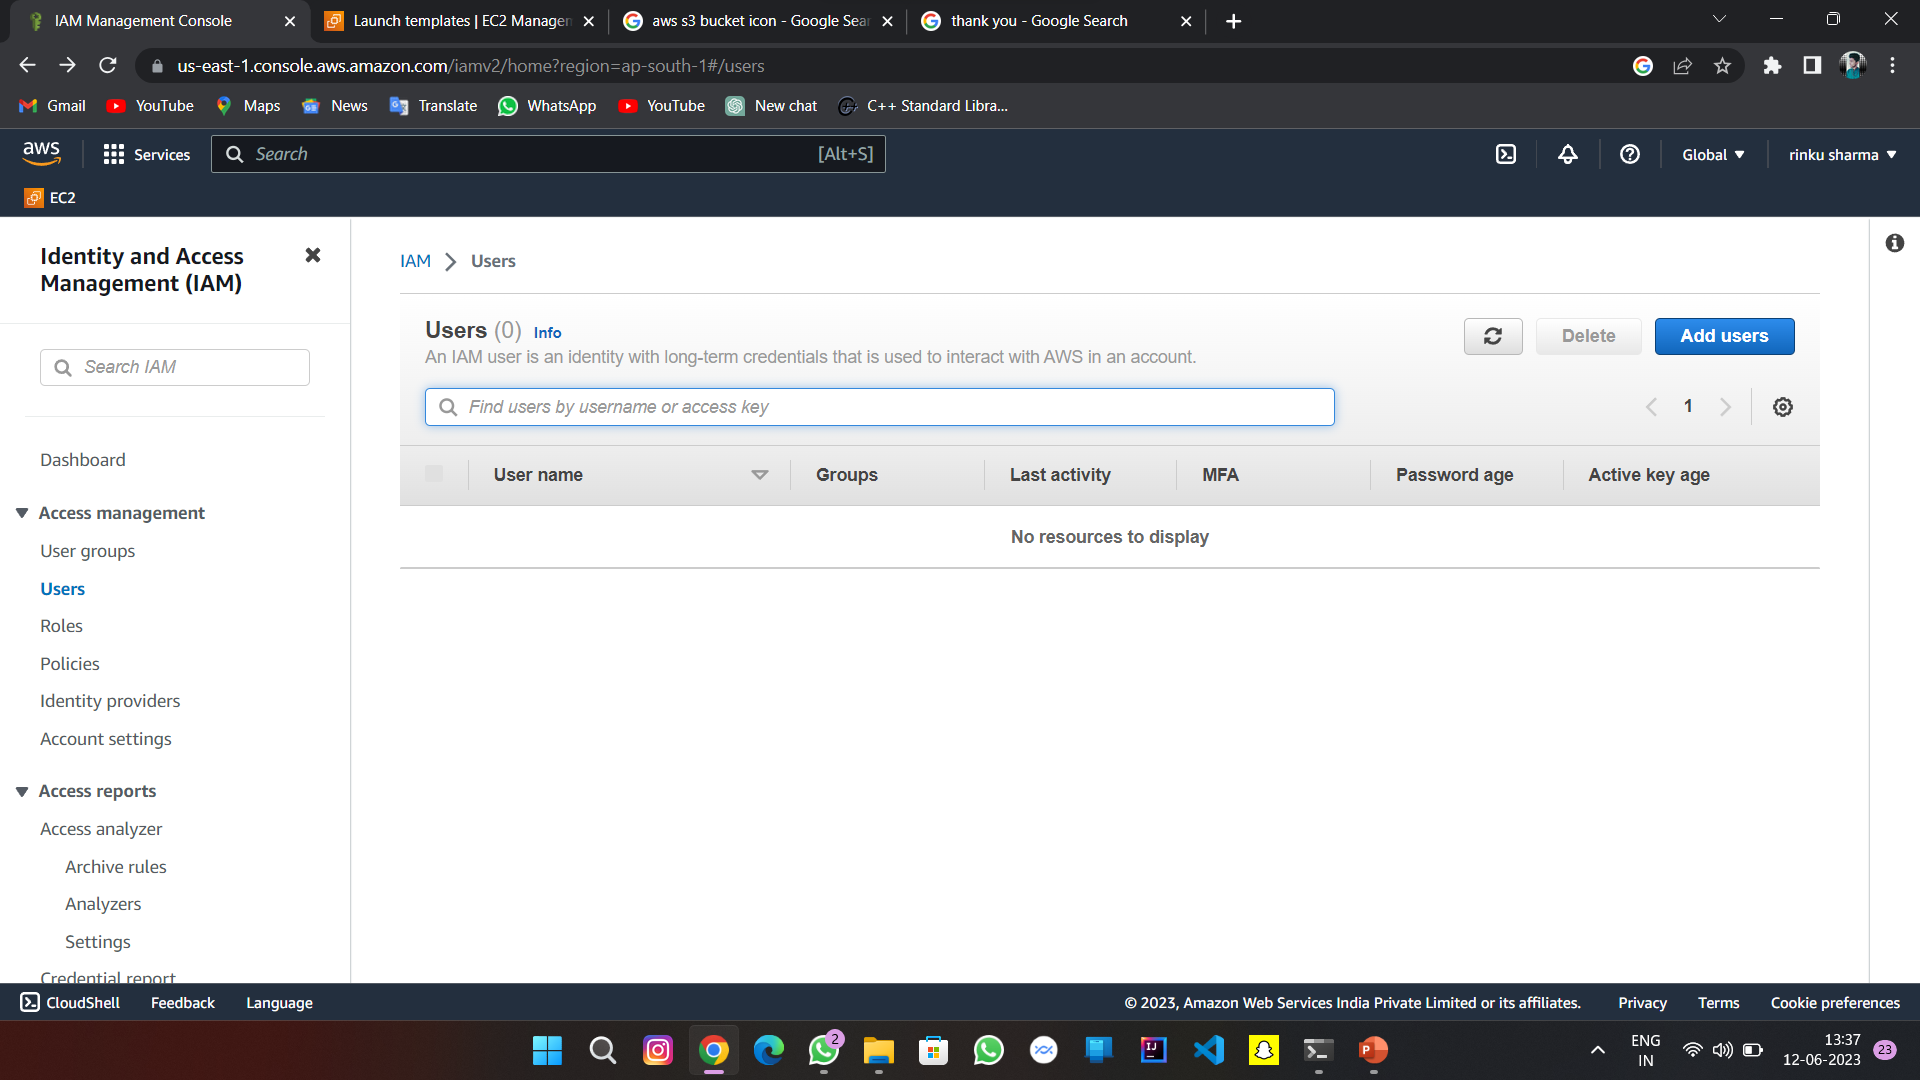 IAM Management Console
Launch templates | EC2 Managem
aws s3 bucket icon - Google Sear
thank you - Google Search
us-east-1.console.aws.amazon.com/iamv2/home?region=ap-south-1#/users
Gmail
YouTube
Maps
News
Translate
WhatsApp
YouTube
New chat
C++ Standard Libra...
aws
Services
Search
[Alt+S]
Global
rinku sharma
EC2
Identity and Access
Management (IAM)
Search IAM
Dashboard
Access management
User groups
Users
Roles
Policies
Identity providers
Account settings
Access reports
Access analyzer
Archive rules
Analyzers
Settings
Credential report
IAM
Users
Users (0) Info
An IAM user is an identity with long-term credentials that is used to interact with AWS in an account.
Delete
Add users
Find users by username or access key
1
User name
Groups
Last activity
MFA
Password age
Active key age
No resources to display
CloudShell
Feedback
Language
© 2023, Amazon Web Services India Private Limited or its affiliates.
Privacy
Terms
Cookie preferences
2
IJ
P
ENG
IN
13:37
12-06-2023
23